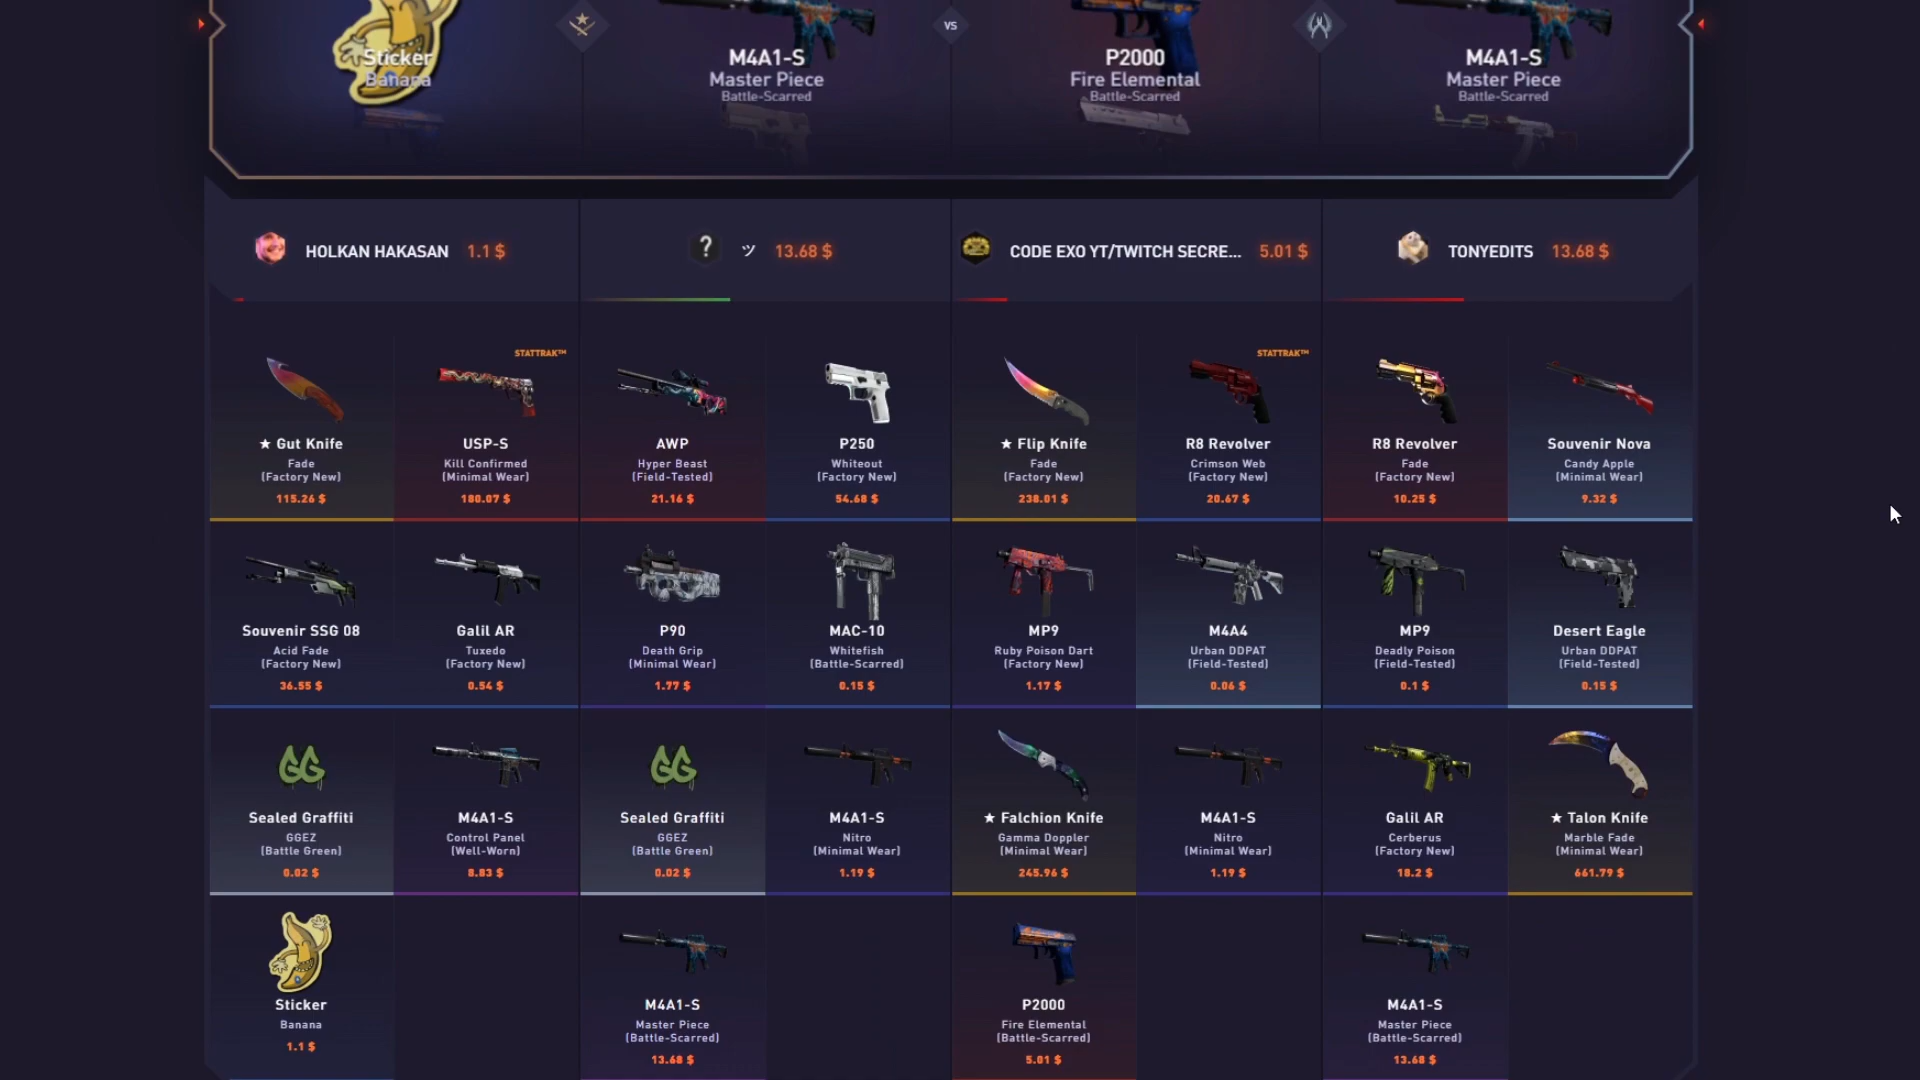 Sticker
Banana
M4A1-S
Master Piece
Battle-Scarred
VS
P2000
Fire Elemental
Battle-Scarred
M4A1-S
Master Piece
Battle-Scarred
HOLKAN HAKASAN 1.1 $
? ツ 13.68 $
CODE EXO YT/TWITCH SECRE... 5.01 $
TONYEDITS 13.68 $
★ Gut Knife
Fade
(Factory New)
115.26 $
STATTRAK™
USP-S
Kill Confirmed
(Minimal Wear)
180.07 $
AWP
Hyper Beast
(Field-Tested)
21.16 $
P250
Whiteout
(Factory New)
54.68 $
★ Flip Knife
Fade
(Factory New)
238.01 $
STATTRAK™
R8 Revolver
Crimson Web
(Factory New)
20.67 $
R8 Revolver
Fade
(Factory New)
10.25 $
Souvenir Nova
Candy Apple
(Minimal Wear)
9.32 $
Souvenir SSG 08
Acid Fade
(Factory New)
36.55 $
Galil AR
Tuxedo
(Factory New)
0.54 $
P90
Death Grip
(Minimal Wear)
1.77 $
MAC-10
Whitefish
(Battle-Scarred)
0.15 $
MP9
Ruby Poison Dart
(Factory New)
1.17 $
M4A4
Urban DDPAT
(Field-Tested)
0.06 $
MP9
Deadly Poison
(Field-Tested)
0.1 $
Desert Eagle
Urban DDPAT
(Field-Tested)
0.15 $
GG
Sealed Graffiti
GGEZ
(Battle Green)
0.02 $
M4A1-S
Control Panel
(Well-Worn)
8.83 $
GG
Sealed Graffiti
GGEZ
(Battle Green)
0.02 $
M4A1-S
Nitro
(Minimal Wear)
1.19 $
★ Falchion Knife
Gamma Doppler
(Minimal Wear)
245.96 $
M4A1-S
Nitro
(Minimal Wear)
1.19 $
Galil AR
Cerberus
(Factory New)
18.2 $
★ Talon Knife
Marble Fade
(Minimal Wear)
661.79 $
Sticker
Banana
1.1 $
M4A1-S
Master Piece
(Battle-Scarred)
13.68 $
P2000
Fire Elemental
(Battle-Scarred)
5.01 $
M4A1-S
Master Piece
(Battle-Scarred)
13.68 $